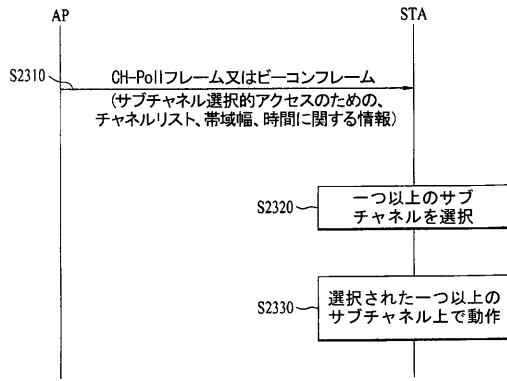 AP
STA
S2310
CH-Pollフレーム又はビーコンフレーム
(サブチャネル選択的アクセスのための、
チャネルリスト、帯域幅、時間に関する情報)
S2320
一つ以上のサブ
チャネルを選択
S2330
選択された一つ以上の
サブチャネル上で動作